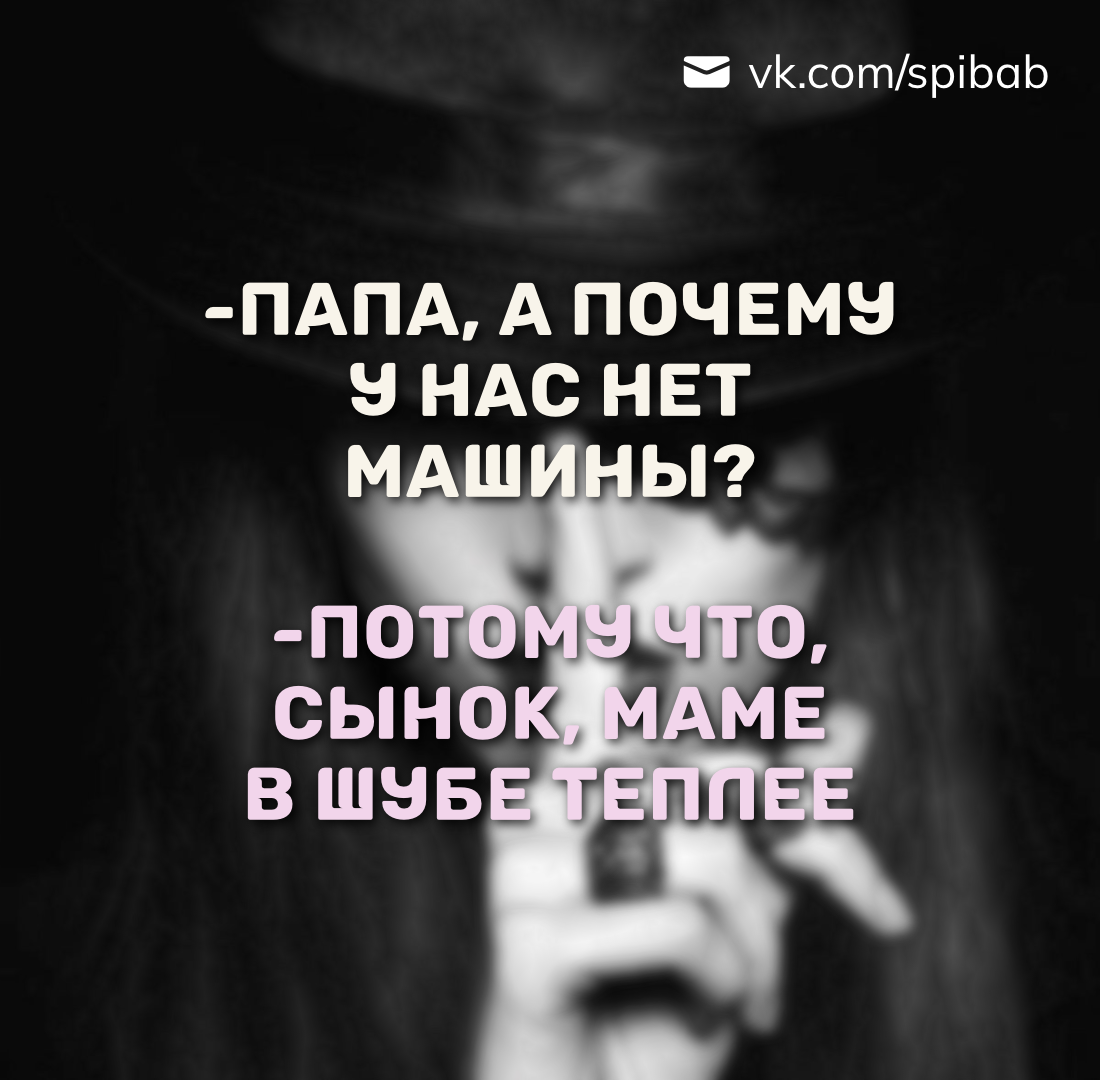 vk.com/spibab
-ПАПА, А ПОЧЕМУ
У НАС НЕТ
МАШИНЫ?
-ПОТОМУ ЧТО,
СЫНОК, МАМЕ
В ШУБЕ ТЕПЛЕЕ